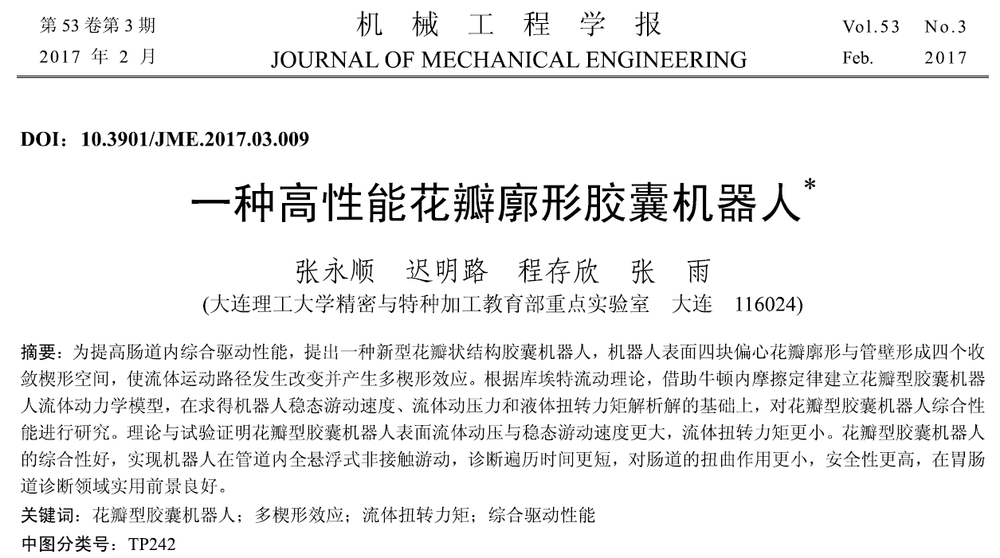 第 53 卷第 3 期
机 械 工 程 学 报
Vol.53 No.3
2017 年 2 月
JOURNAL OF MECHANICAL ENGINEERING
Feb. 2017
DOI：10.3901/JME.2017.03.009
一种高性能花瓣廓形胶囊机器人*
张永顺 迟明路 程存欣 张 雨
(大连理工大学精密与特种加工教育部重点实验室 大连 116024)
摘要：为提高肠道内综合驱动性能，提出一种新型花瓣状结构胶囊机器人，机器人表面四块偏心花瓣廓形与管壁形成四个收
敛楔形空间，使流体运动路径发生改变并产生多楔形效应。根据库埃特流动理论，借助牛顿内摩擦定律建立花瓣型胶囊机器
人流体动力学模型，在求得机器人稳态游动速度、流体动压力和液体扭转力矩解析解的基础上，对花瓣型胶囊机器人综合性
能进行研究。理论与试验证明花瓣型胶囊机器人表面流体动压与稳态游动速度更大，流体扭转力矩更小。花瓣型胶囊机器人
的综合性好，实现机器人在管道内全悬浮式非接触游动，诊断遍历时间更短，对肠道的扭曲作用更小，安全性更高，在胃肠
道诊断领域实用前景良好。
关键词：花瓣型胶囊机器人；多楔形效应；流体扭转力矩；综合驱动性能
中图分类号：TP242